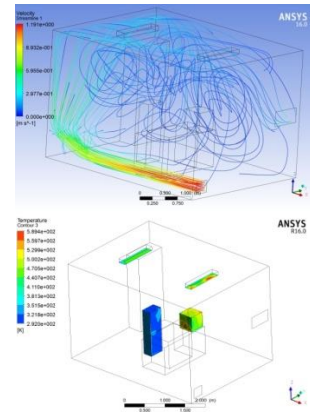 Velocity
Streamline 1
1.191e+000
8.932e-001
5.955e-001
2.977e-001
0.000e+000
[m s^-1]
ANSYS
0 0.500 1.000 (m)
0.250 0.750
Temperature
Contour 3
5.894e+002
5.597e+002
5.299e+002
5.002e+002
4.705e+002
4.407e+002
4.110e+002
3.813e+002
3.515e+002
3.218e+002
2.920e+002
[K]
ANSYS
R16.0
0 1.000 2.000 (m)
0.500 1.500